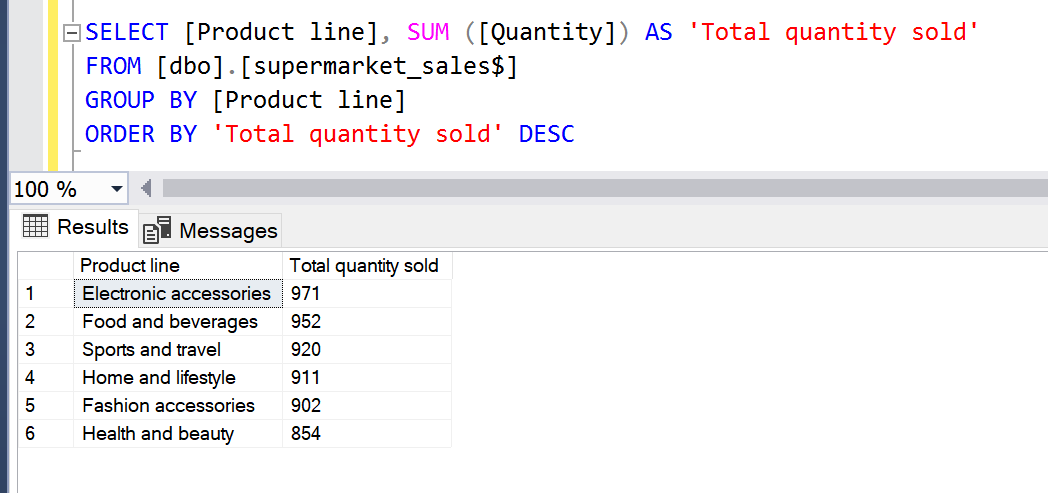 SELECT [Product line], SUM ([Quantity]) AS 'Total quantity sold'
FROM [dbo].[supermarket_sales$]
GROUP BY [Product line]
ORDER BY 'Total quantity sold' DESC
100 %
Results Messages
Product line Total quantity sold
1 Electronic accessories 971
2 Food and beverages 952
3 Sports and travel 920
4 Home and lifestyle 911
5 Fashion accessories 902
6 Health and beauty 854